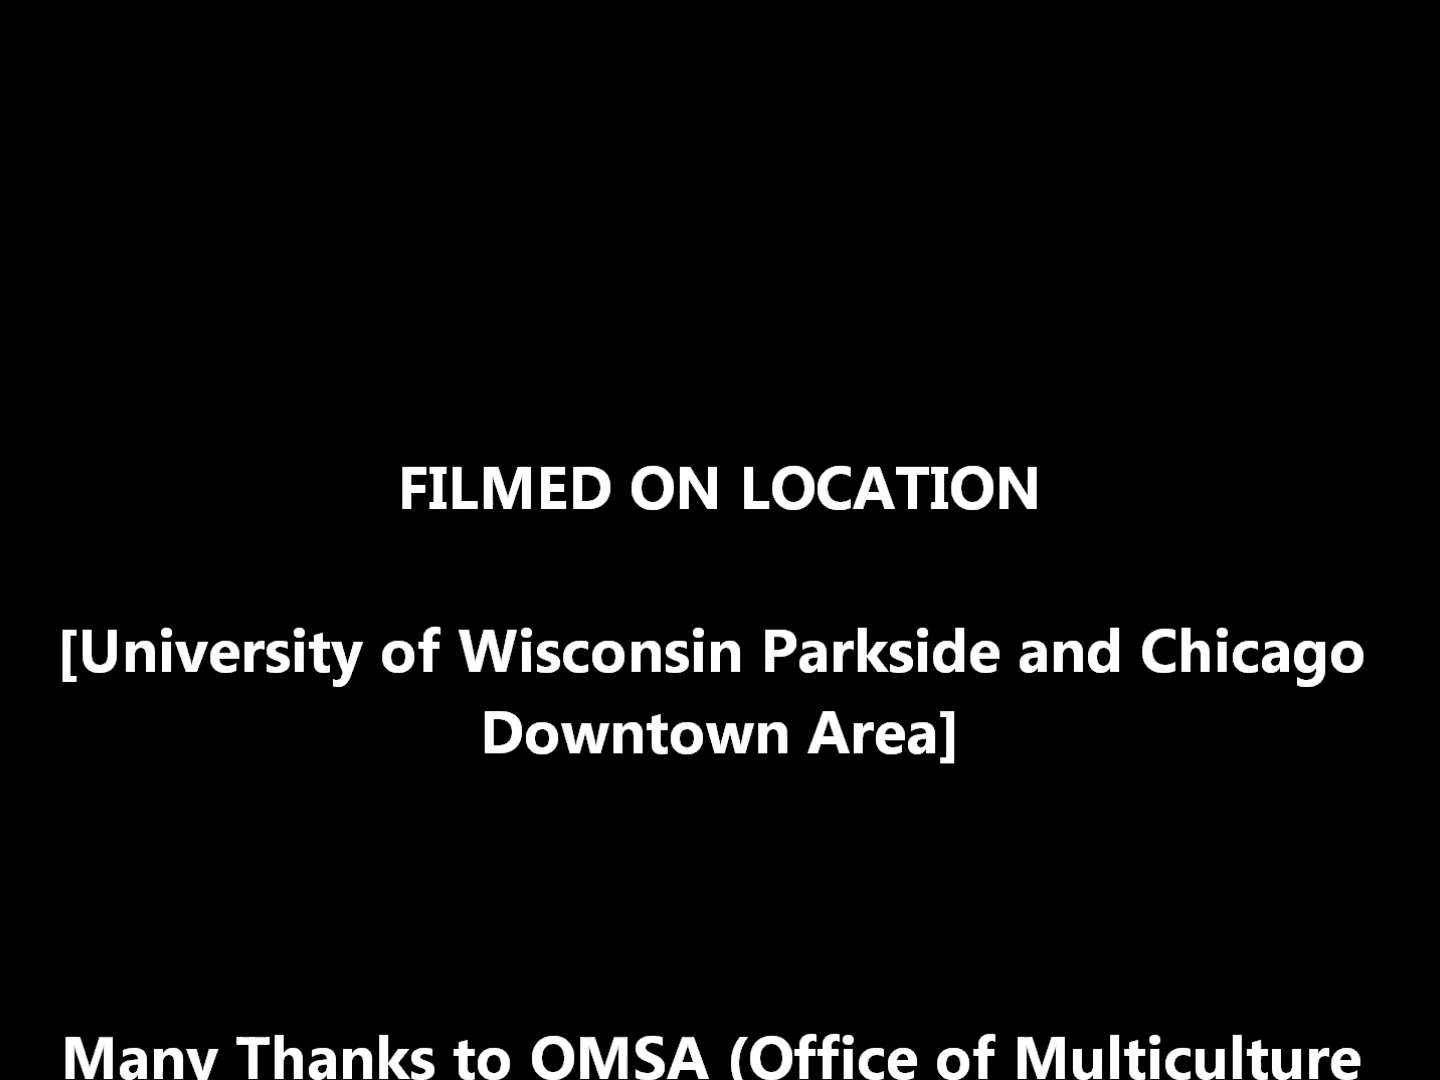 FILMED ON LOCATION
[University of Wisconsin Parkside and Chicago
Downtown Area]
Many Thanks to OMSA (Office of Multiculture